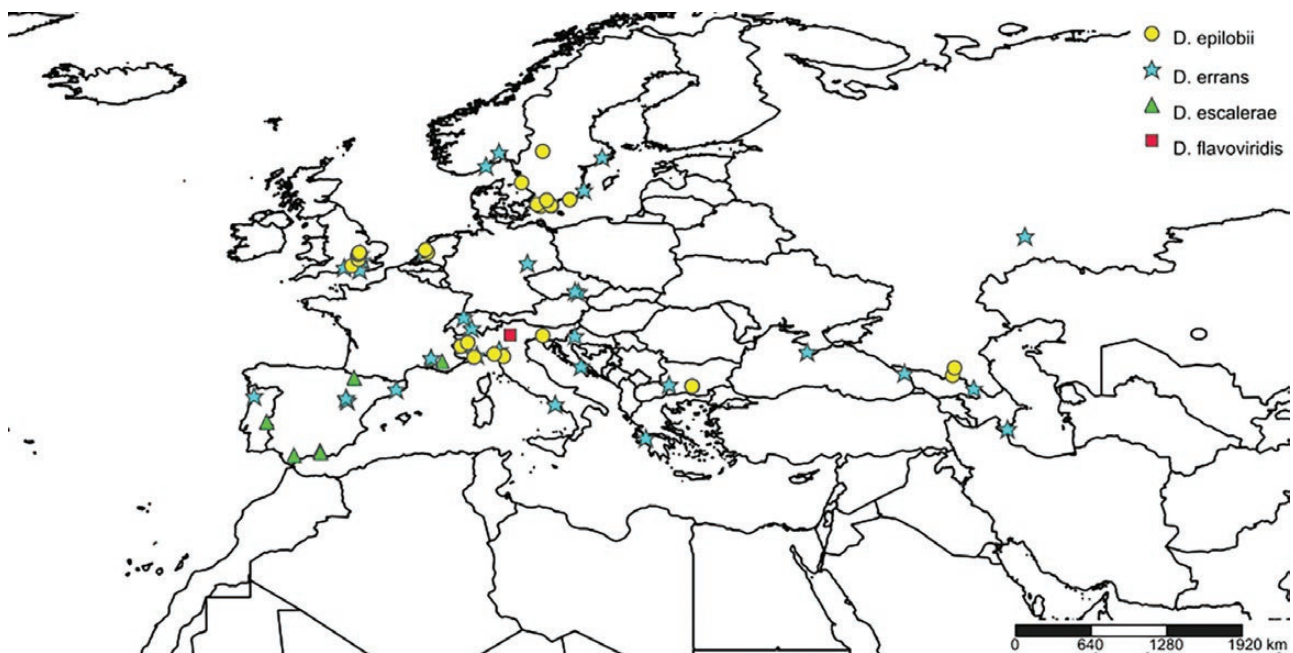 D. epilobii
D. errans
D. escalerae
D. flavoviridis
0 640 1280 1920 km